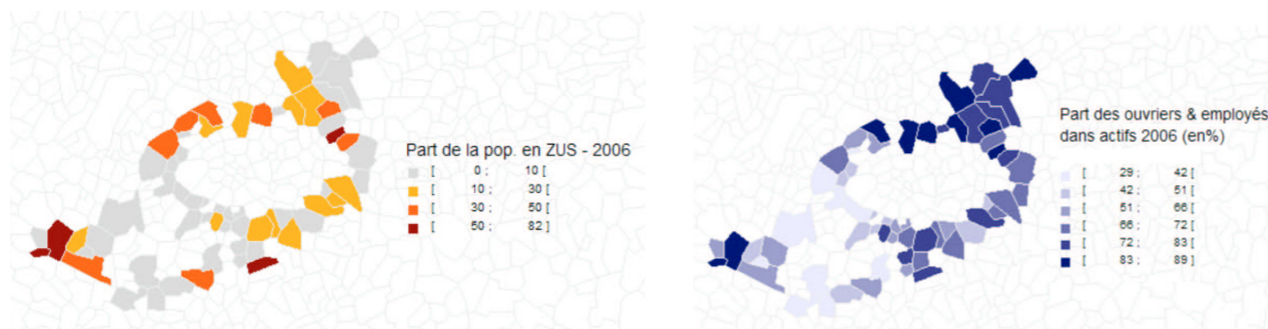 Part de la pop. en ZUS - 2006
[ 0 ; 10 [
[ 10 ; 30 [
[ 30 ; 50 [
[ 50 ; 82 [
Part des ouvriers & employés
dans actifs 2006 (en%)
[ 29 ; 42 [
[ 42 ; 51 [
[ 51 ; 66 [
[ 66 ; 72 [
[ 72 ; 83 [
[ 83 ; 89 [